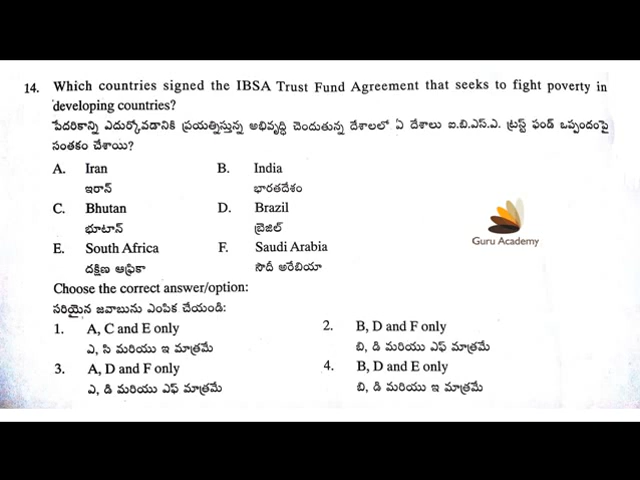 14. Which countries signed the IBSA Trust Fund Agreement that seeks to fight poverty in
developing countries?
పేదరికాన్ని ఎదుర్కోవడానికి ప్రయత్నిస్తున్న అభివృద్ధి చెందుతున్న దేశాలలో ఏ దేశాలు ఐ.బి.ఎస్.ఎ. ట్రస్ట్ ఫండ్ ఒప్పందంపై
సంతకం చేశాయి?
A. Iran B. India
ఇరాన్ భారతదేశం
C. Bhutan D. Brazil
భూటాన్ బ్రెజిల్
E. South Africa F. Saudi Arabia
దక్షిణ ఆఫ్రికా సౌదీ అరేబియా
Guru Academy
Choose the correct answer/option:
సరియైన జవాబును ఎంపిక చేయండి:
1. A, C and E only 2. B, D and F only
ఎ, సి మరియు ఇ మాత్రమే బి, డి మరియు ఎఫ్ మాత్రమే
3. A, D and F only 4. B, D and E only
ఎ, డి మరియు ఎఫ్ మాత్రమే బి, డి మరియు ఇ మాత్రమే